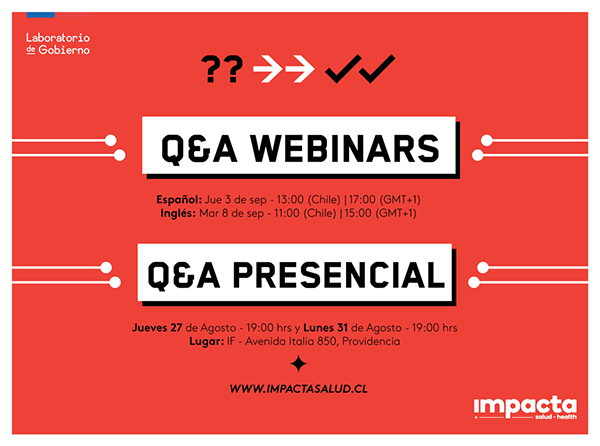 Laboratorio
de Gobierno
??
Q&A WEBINARS
Español: Jue 3 de sep - 13:00 (Chile) | 17:00 (GMT+1)
Inglés: Mar 8 de sep - 11:00 (Chile) | 15:00 (GMT+1)
Q&A PRESENCIAL
Jueves 27 de Agosto - 19:00 hrs y Lunes 31 de Agosto - 19:00 hrs
Lugar: IF - Avenida Italia 850, Providencia
WWW.IMPACTASALUD.CL
impacta
salud - health